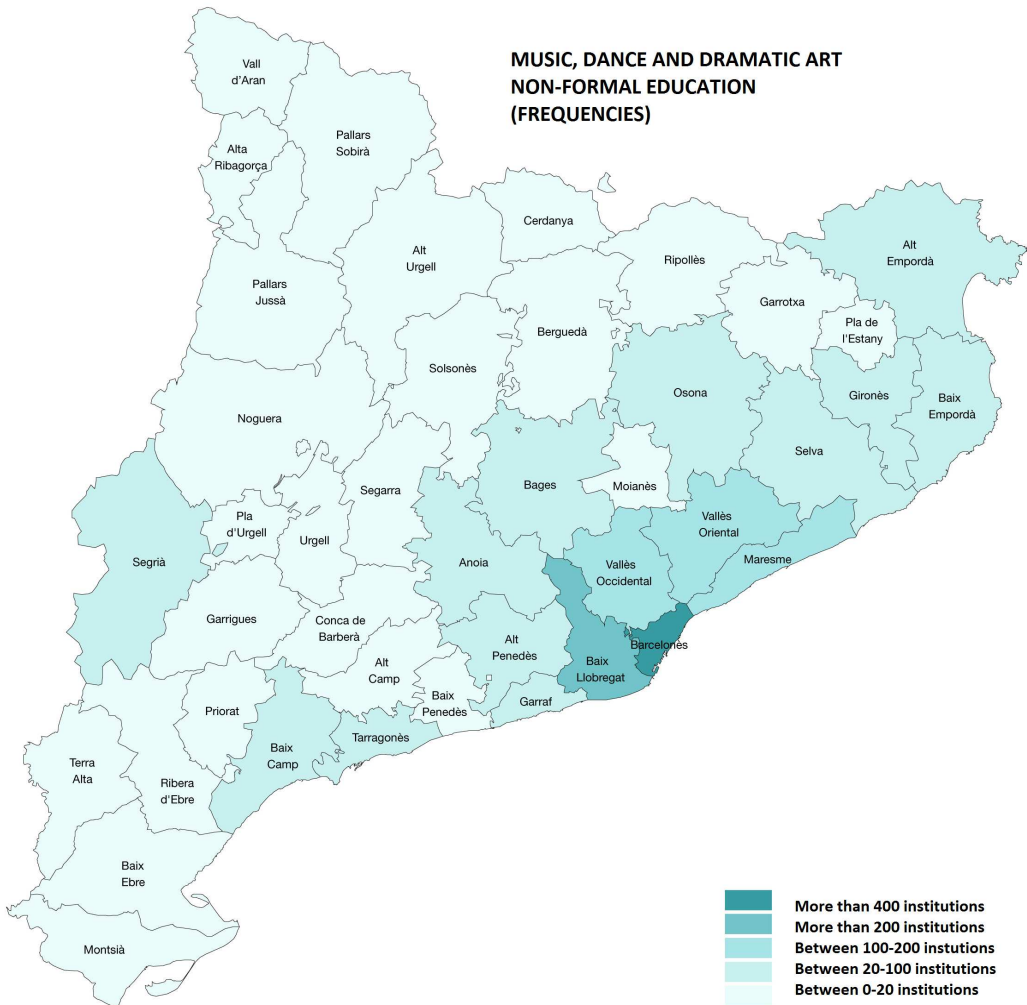 MUSIC, DANCE AND DRAMATIC ART
NON-FORMAL EDUCATION
(FREQUENCIES)
Vall
d'Aran
Pallars
Sobirà
Alta
Ribagorça
Cerdanya
Alt
Urgell
Ripollès
Alt
Empordà
Pallars
Jussà
Garrotxa
Berguedà
Pla de
l'Estany
Solsonès
Osona
Gironès
Baix
Empordà
Noguera
Selva
Segarra
Bages
Moianès
Pla
d'Urgell
Urgell
Vallès
Oriental
Segrià
Anoia
Vallès
Occidental
Maresme
Garrigues
Conca de
Barberà
Alt
Penedès
Barcelonès
Alt
Camp
Baix
Llobregat
Baix
Penedès
Garraf
Priorat
Tarragonès
Baix
Camp
Terra
Alta
Ribera
d'Ebre
Baix
Ebre
Montsià
More than 400 institutions
More than 200 institutions
Between 100-200 instutions
Between 20-100 institutions
Between 0-20 institutions